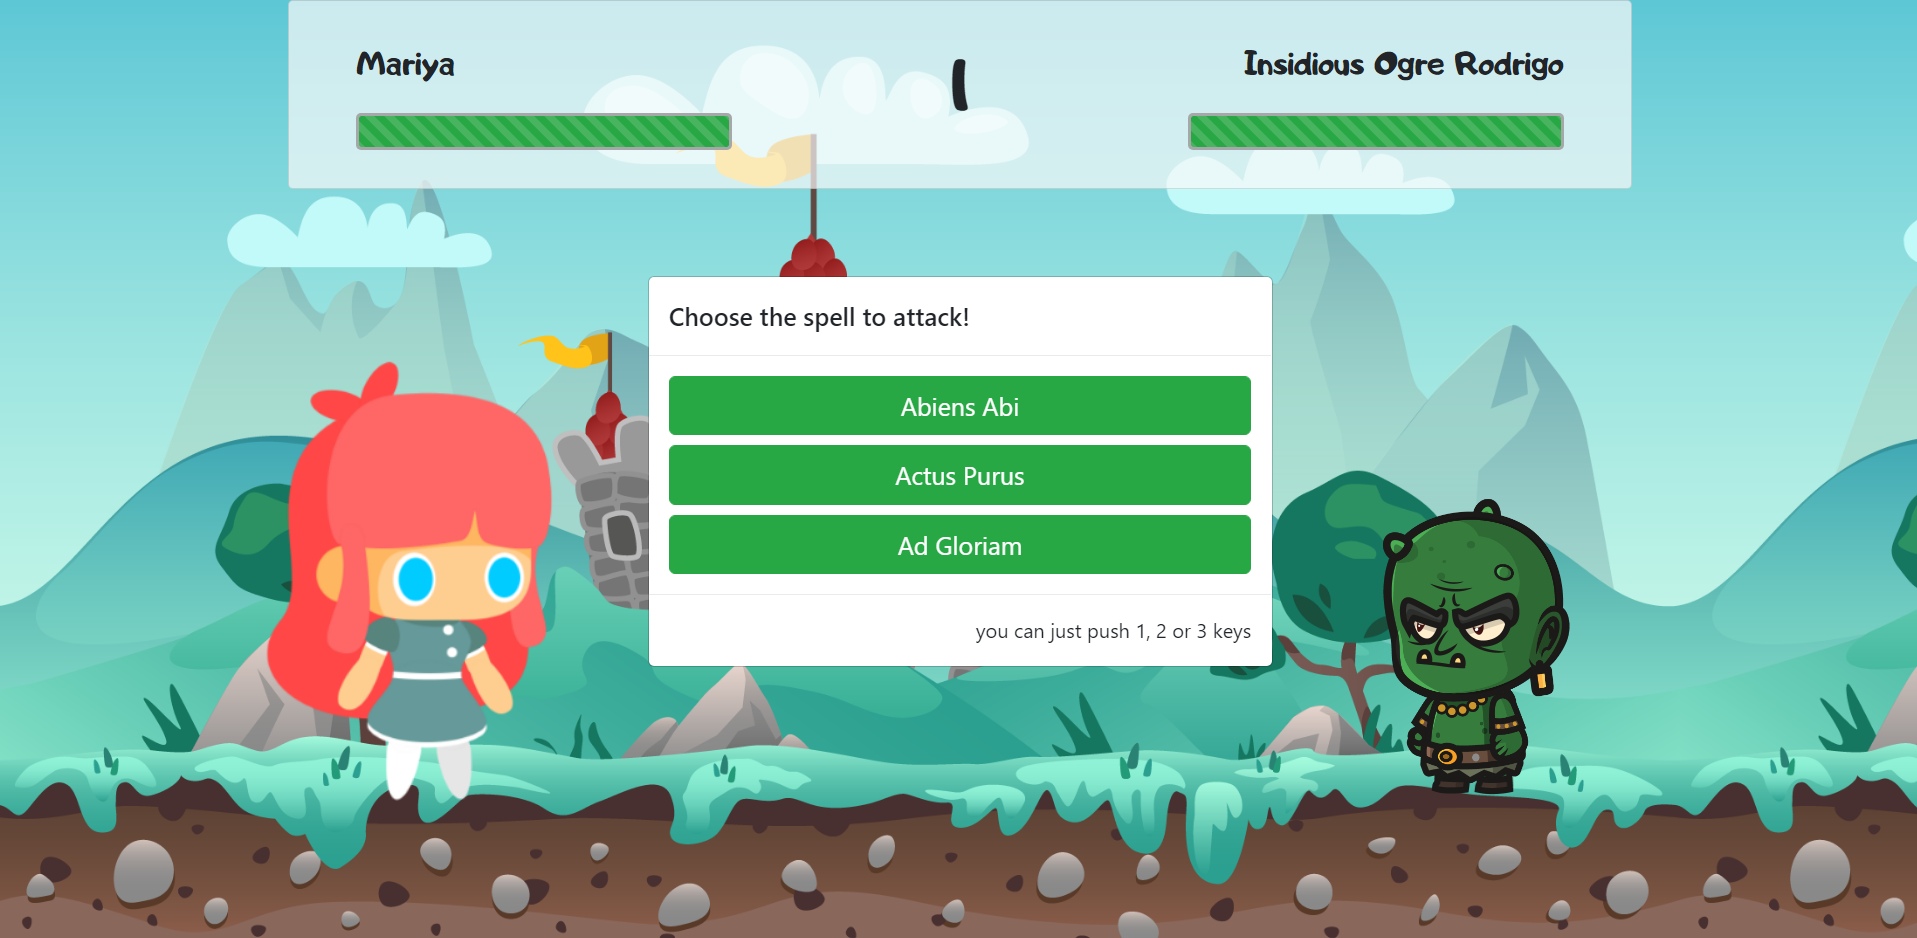 Mariya
1
Insidious Ogre Rodrigo
Choose the spell to attack!
Abiens Abi
Actus Purus
Ad Gloriam
you can just push 1, 2 or 3 keys